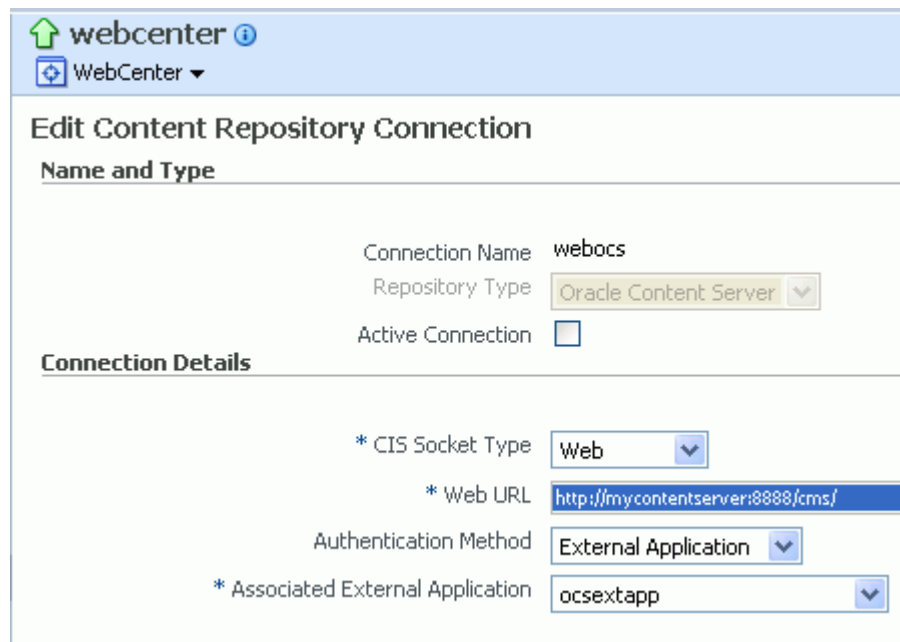 webcenter
WebCenter
Edit Content Repository Connection
Name and Type
Connection Name webocs
Repository Type Oracle Content Server
Active Connection
Connection Details
* CIS Socket Type Web
* Web URL http://mycontentserver:8888/cms/
Authentication Method External Application
* Associated External Application ocsextapp